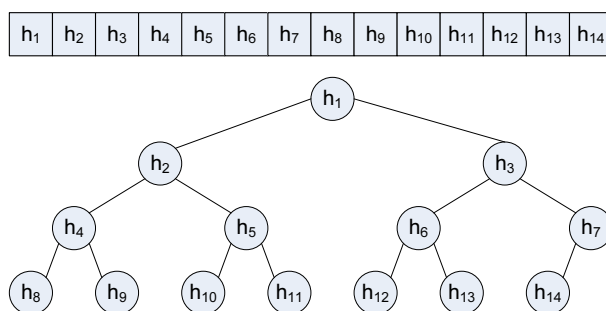 h₁ h₂ h₃ h₄ h₅ h₆ h₇ h₈ h₉ h₁₀ h₁₁ h₁₂ h₁₃ h₁₄
h₁
h₂ h₃
h₄ h₅ h₆ h₇
h₈ h₉ h₁₀ h₁₁ h₁₂ h₁₃ h₁₄